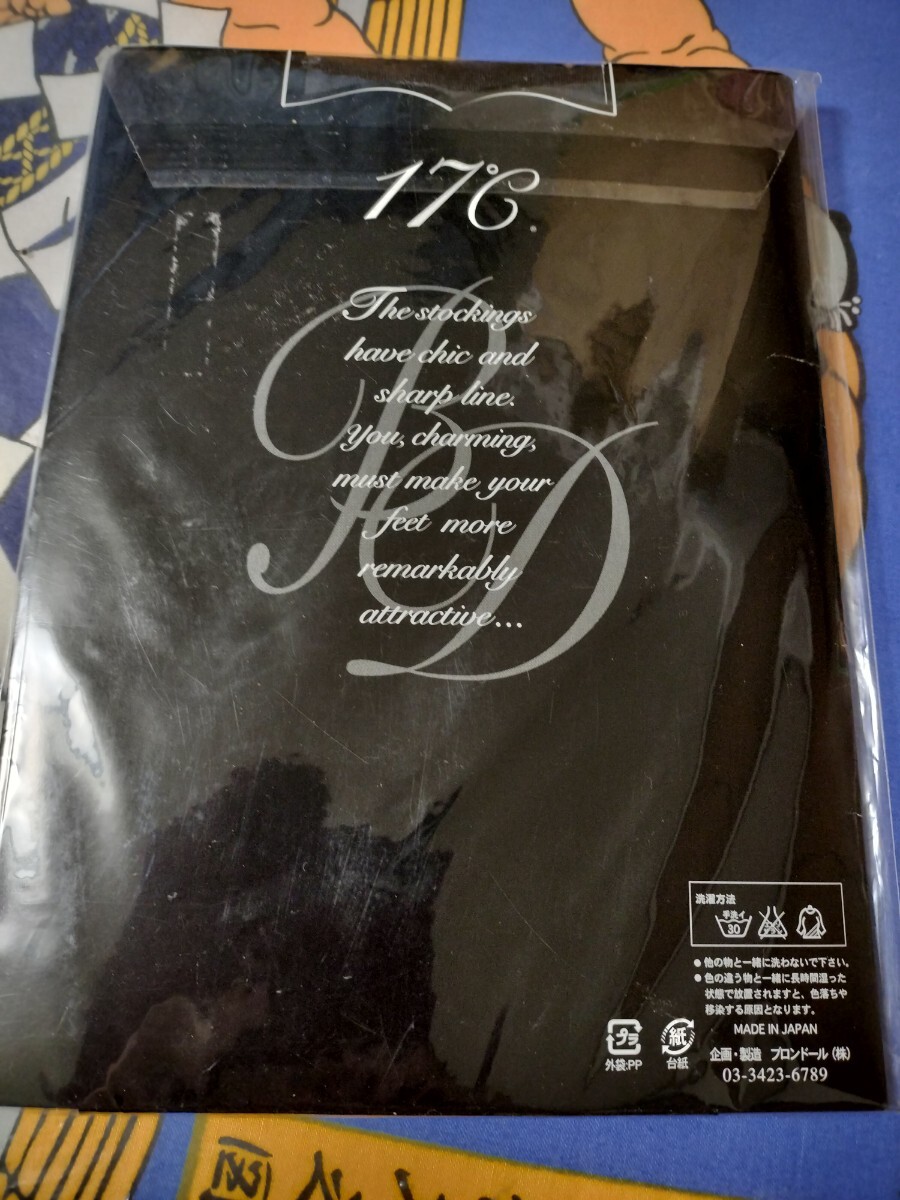 17℃.
The stockings
have chic and
sharp line.
You, charming,
must make your
feet more
remarkably
attractive...
BD
洗濯方法
手洗イ
30
● 他の物と一緒に洗わないで下さい。
● 色の違う物と一緒に長時間湿った
状態で放置されますと、色落ちや
移染する原因となります。
MADE IN JAPAN
プラ
外袋:PP
紙
台紙
企画・製造 ブロンドール(株)
03-3423-6789